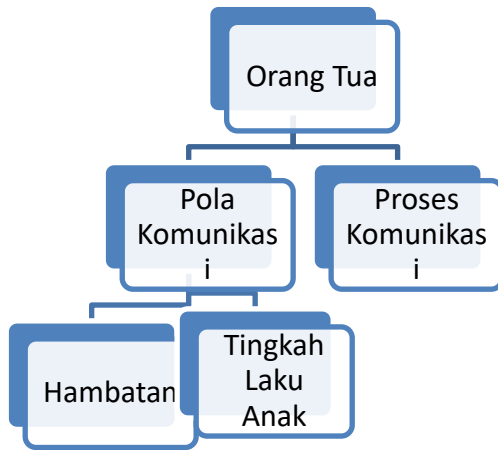 Orang Tua
Pola
Komunikas
i
Proses
Komunikas
i
Hambatan
Tingkah
Laku
Anak